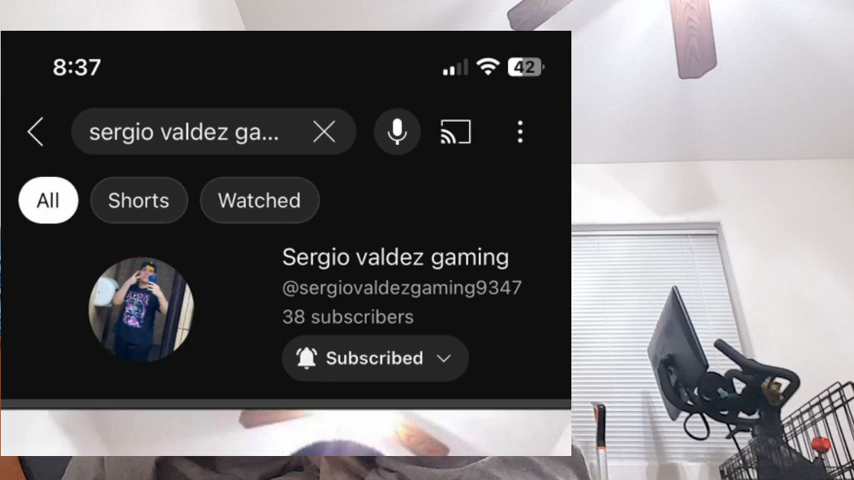 8:37
42
sergio valdez ga...
All
Shorts
Watched
Sergio valdez gaming
@sergiovaldezgaming9347
38 subscribers
Subscribed